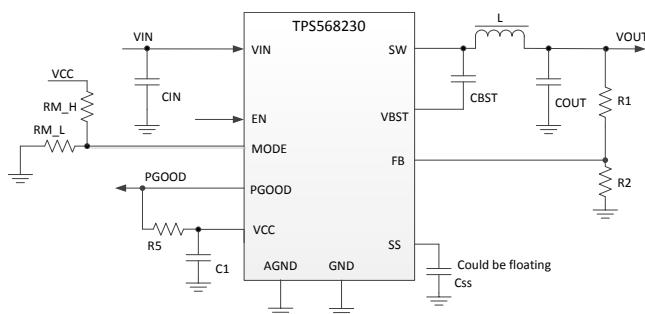 TPS568230
VIN
VIN
CIN
VCC
RM_H
RM_L
EN
MODE
PGOOD
PGOOD
R5
VCC
C1
AGND
GND
SW
L
VOUT
CBST
COUT
VBST
R1
FB
R2
SS
Could be floating
Css